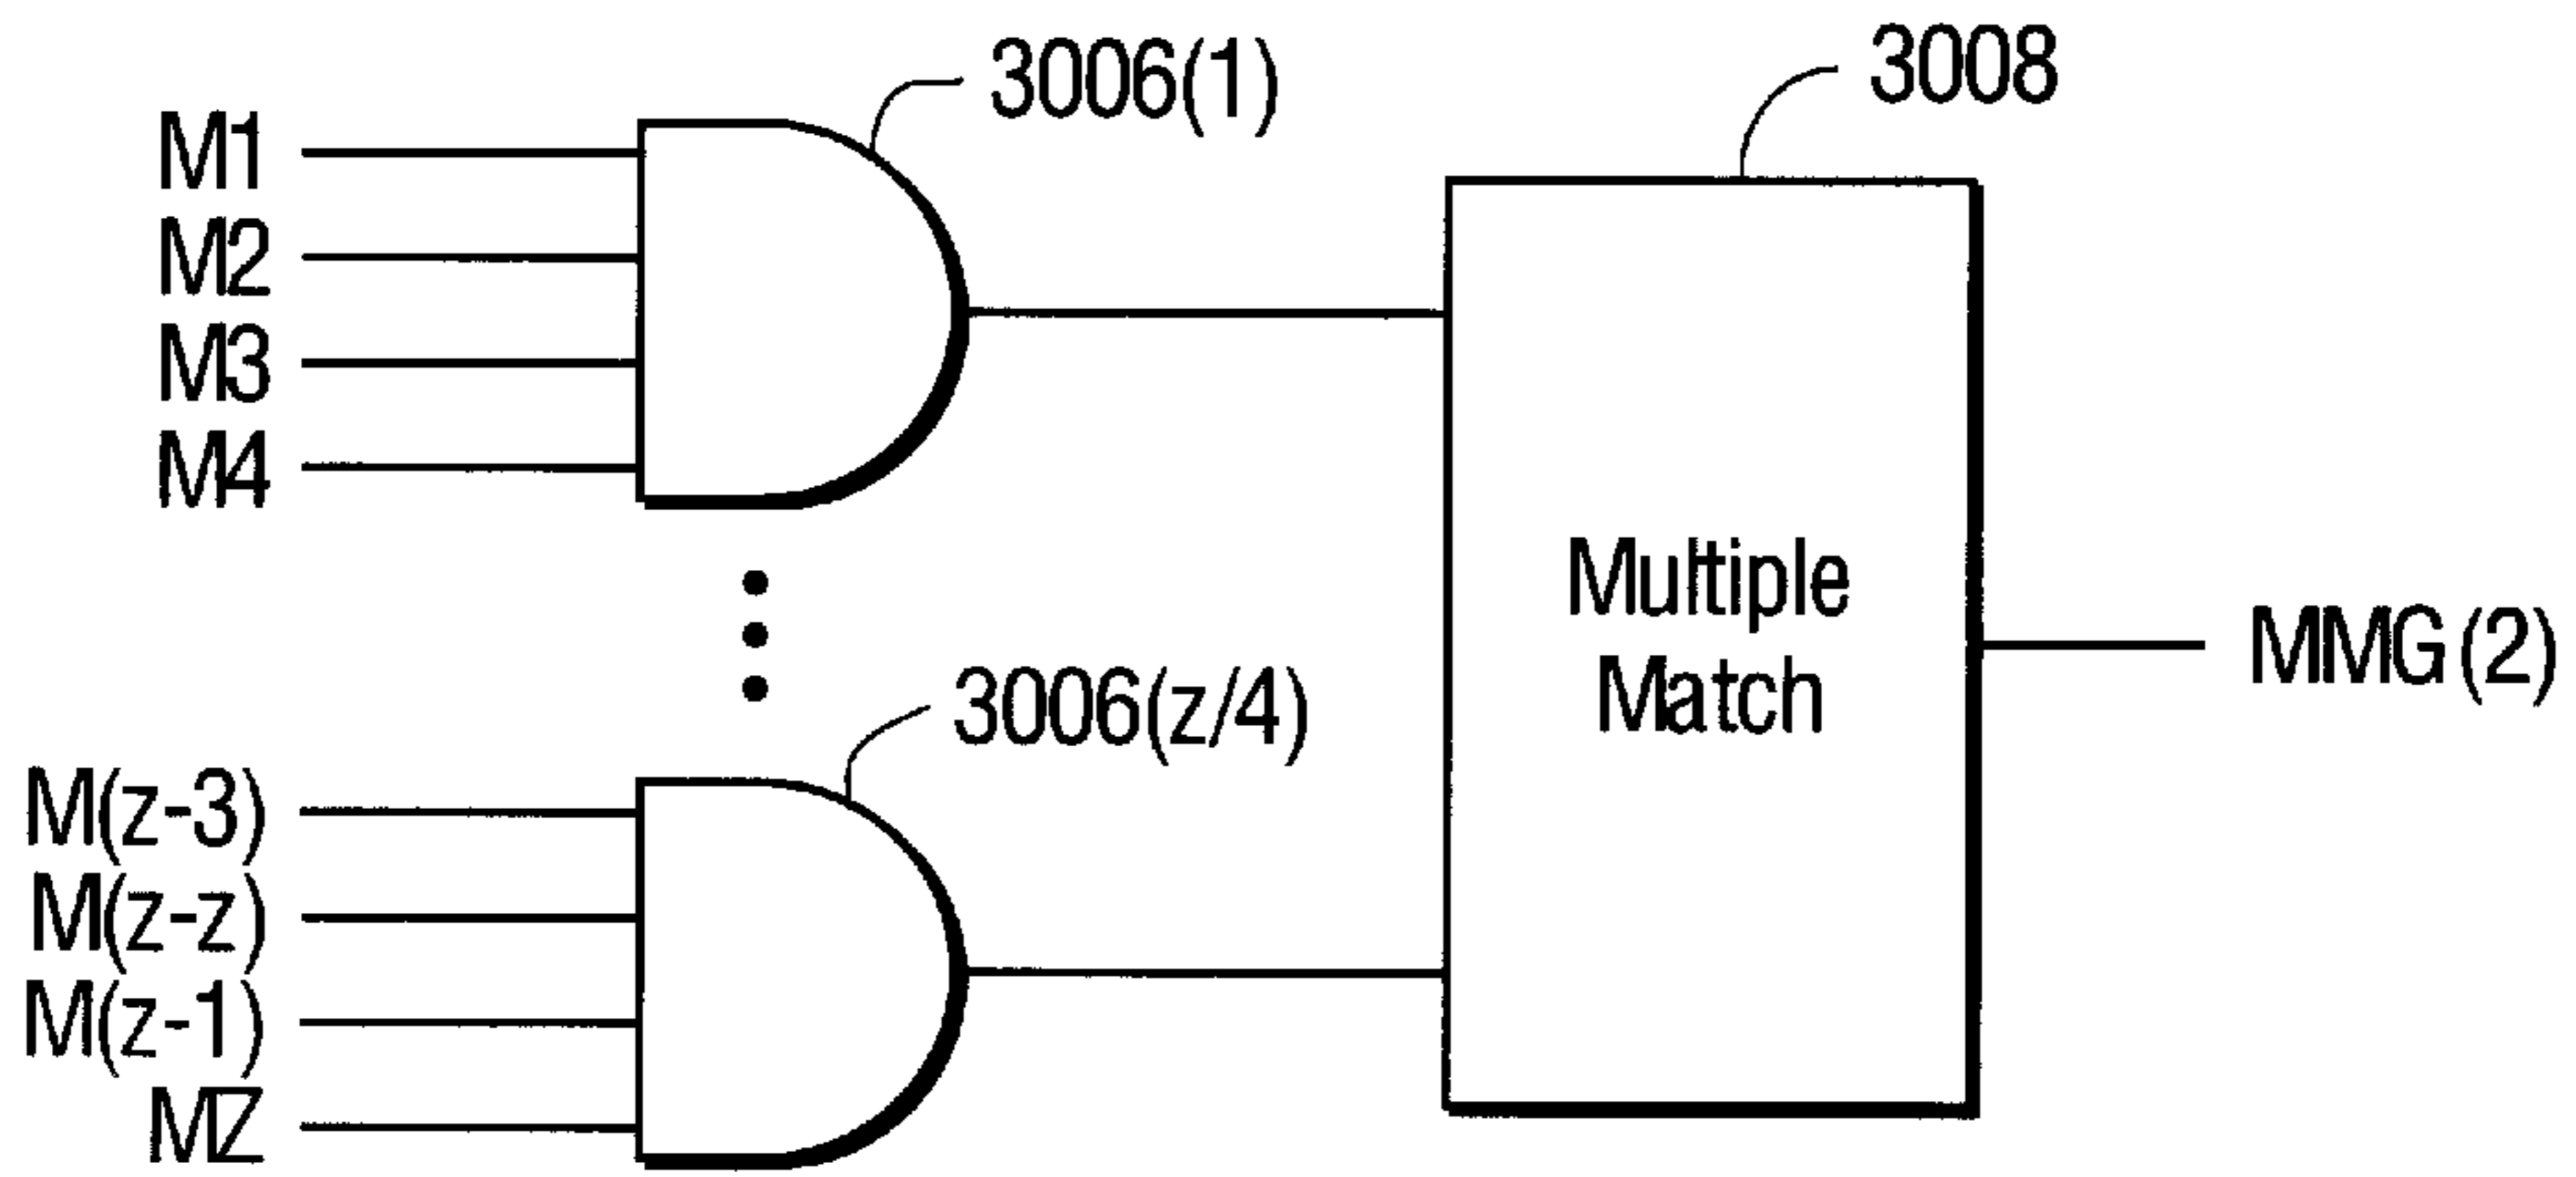 3006(1)
3008
M1
M2
M3
M4
Multiple
Match
MMG(2)
3006(z/4)
M(z-3)
M(z-z)
M(z-1)
MZ